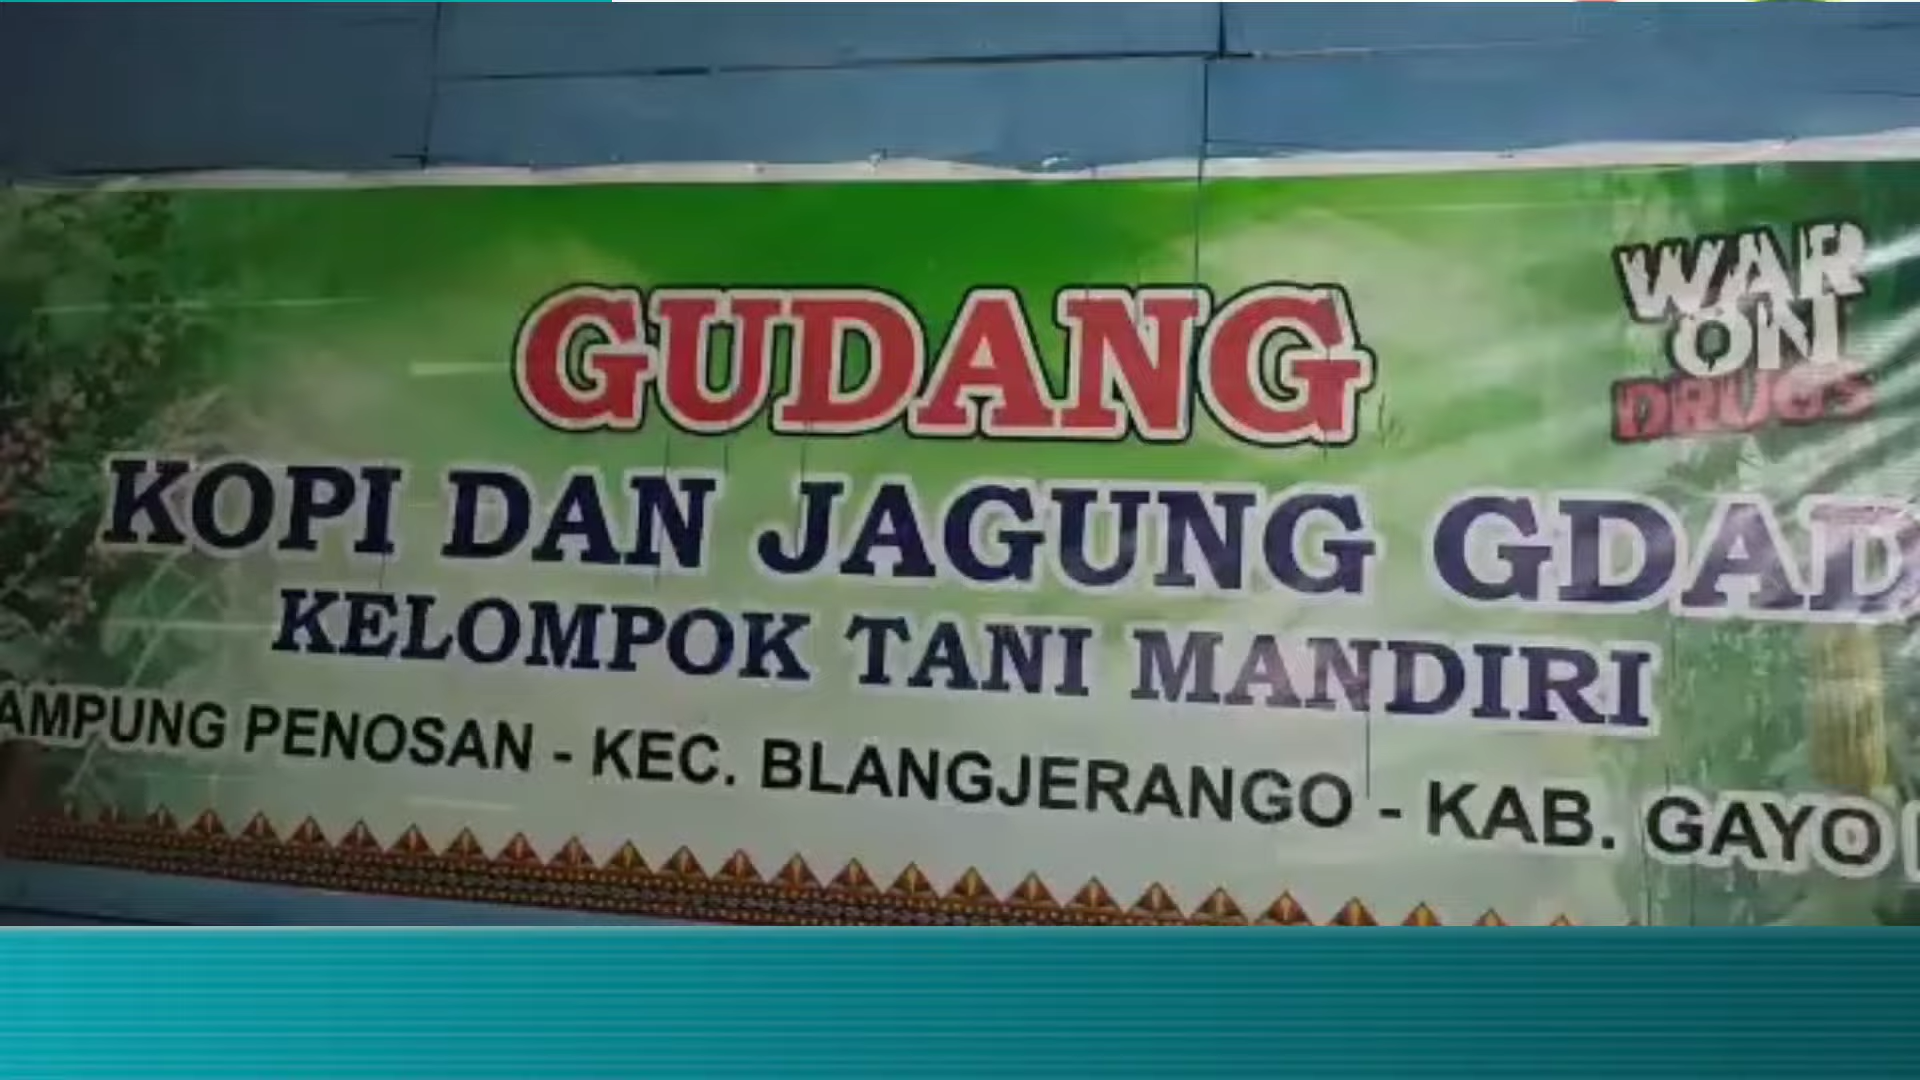 GUDANG
WAR
ON
DRUGS
KOPI DAN JAGUNG GDAD
KELOMPOK TANI MANDIRI
AMPUNG PENOSAN - KEC. BLANGJERANGO - KAB. GAYO